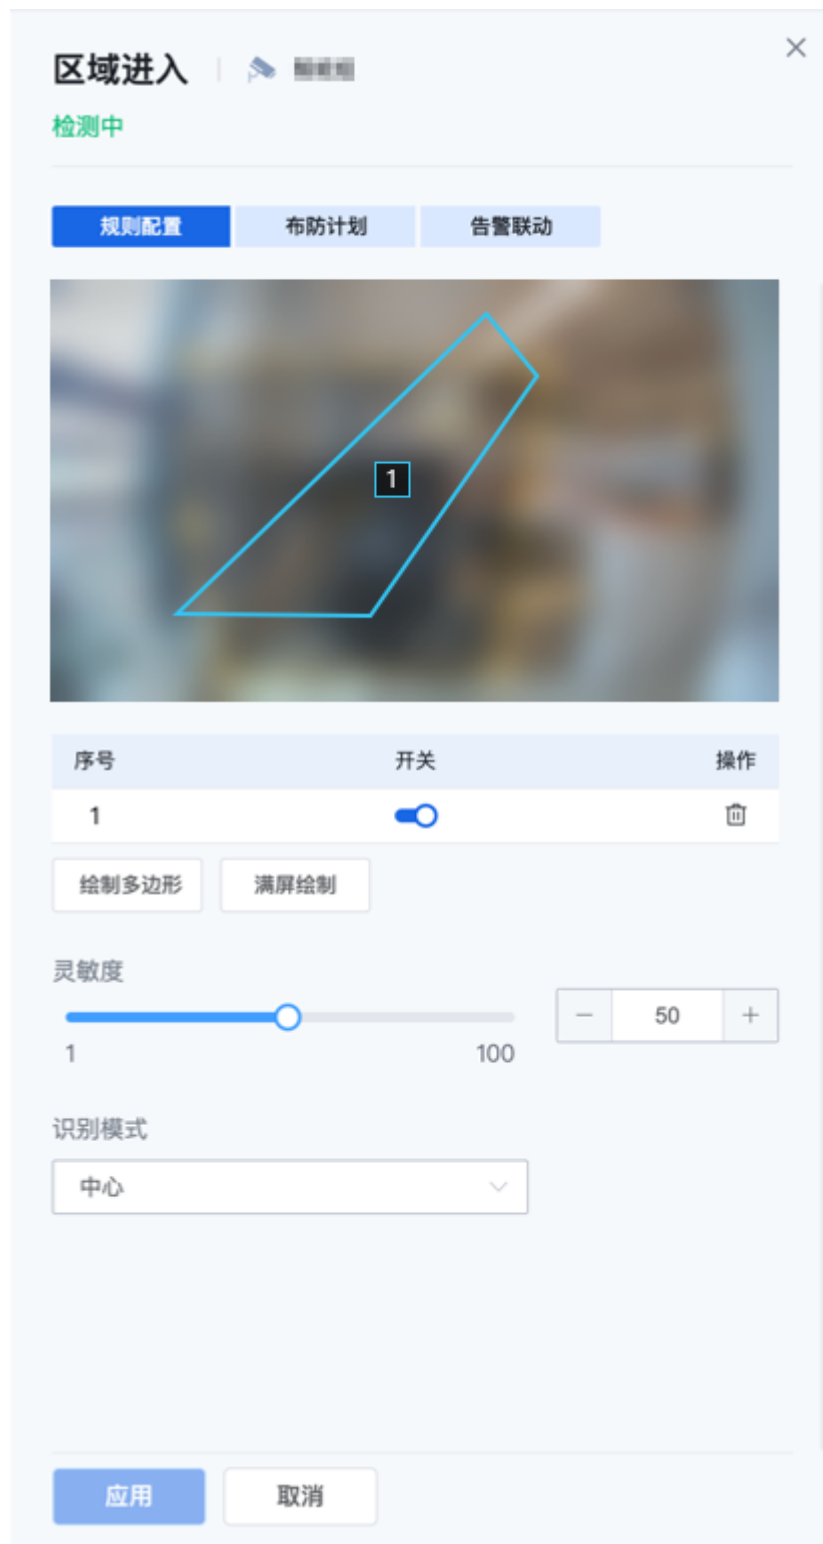 区域进入
检测中
规则配置 布防计划 告警联动
1
序号 开关 操作
1
绘制多边形 满屏绘制
灵敏度
50
1 100
识别模式
中心
应用 取消